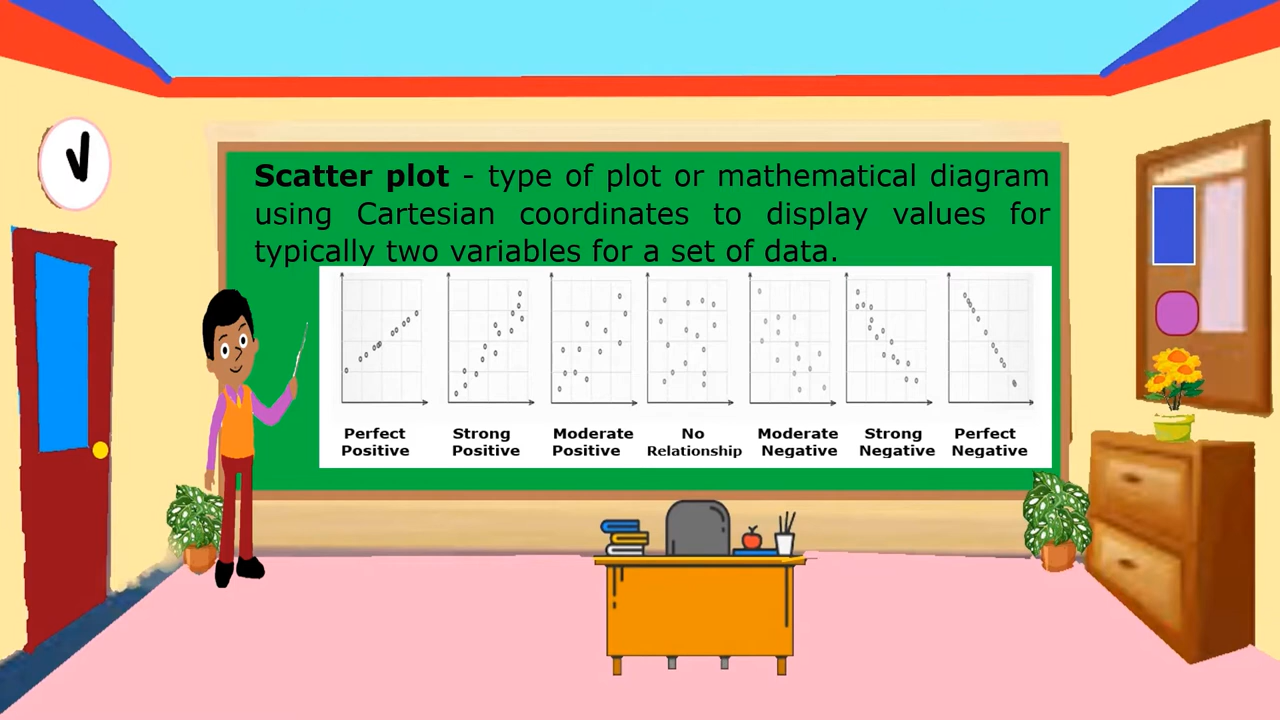 Scatter plot - type of plot or mathematical diagram
using Cartesian coordinates to display values for
typically two variables for a set of data.
Perfect Positive
Strong Positive
Moderate Positive
No Relationship
Moderate Negative
Strong Negative
Perfect Negative